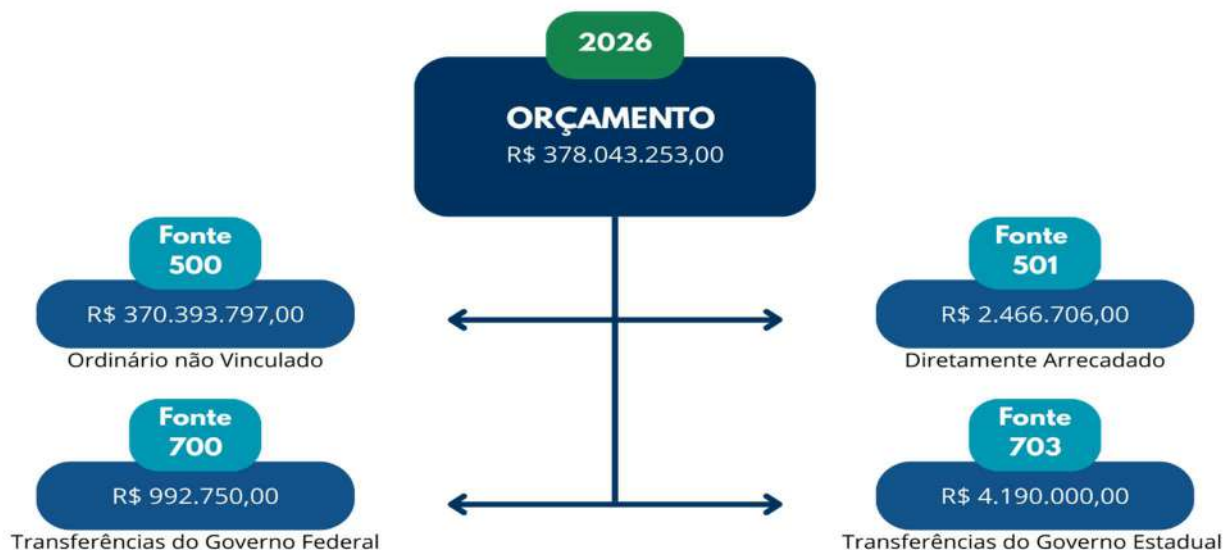 2026
ORÇAMENTO
R$ 378.043.253,00
Fonte
500
R$ 370.393.797,00
Ordinário não Vinculado
Fonte
501
R$ 2.466.706,00
Diretamente Arrecadado
Fonte
700
R$ 992.750,00
Transferências do Governo Federal
Fonte
703
R$ 4.190.000,00
Transferências do Governo Estadual